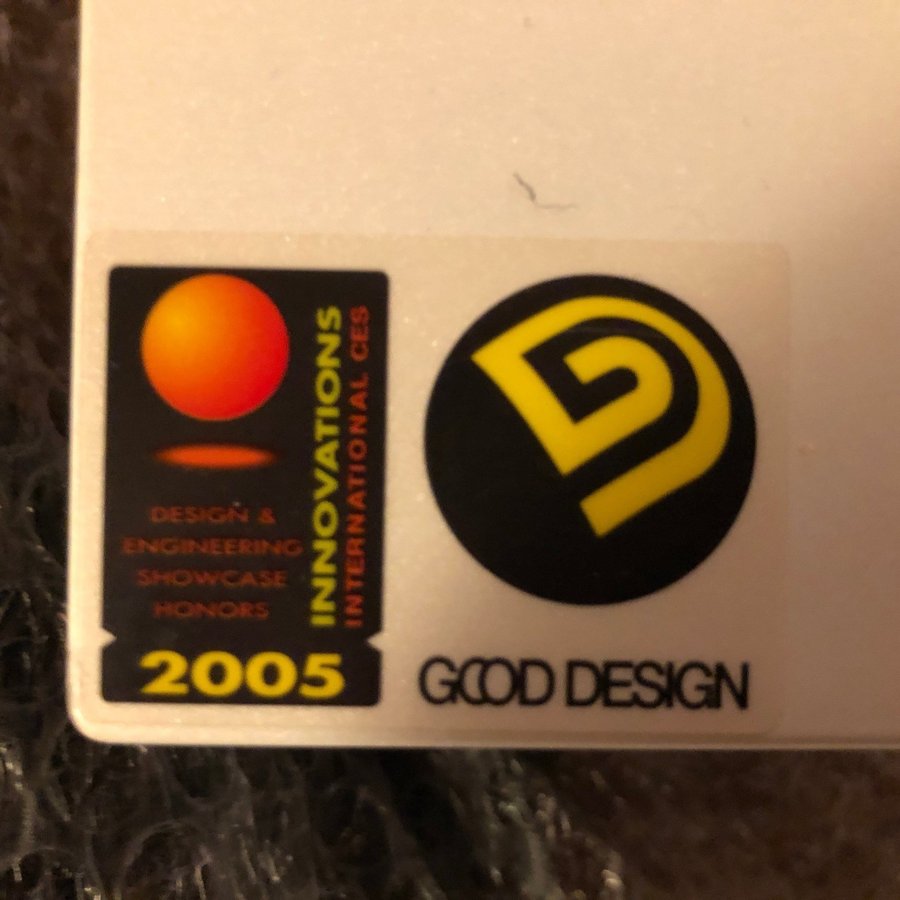 INNOVATIONS
INTERNATIONAL CES
DESIGN &
ENGINEERING
SHOWCASE
HONORS
2005
GOOD DESIGN